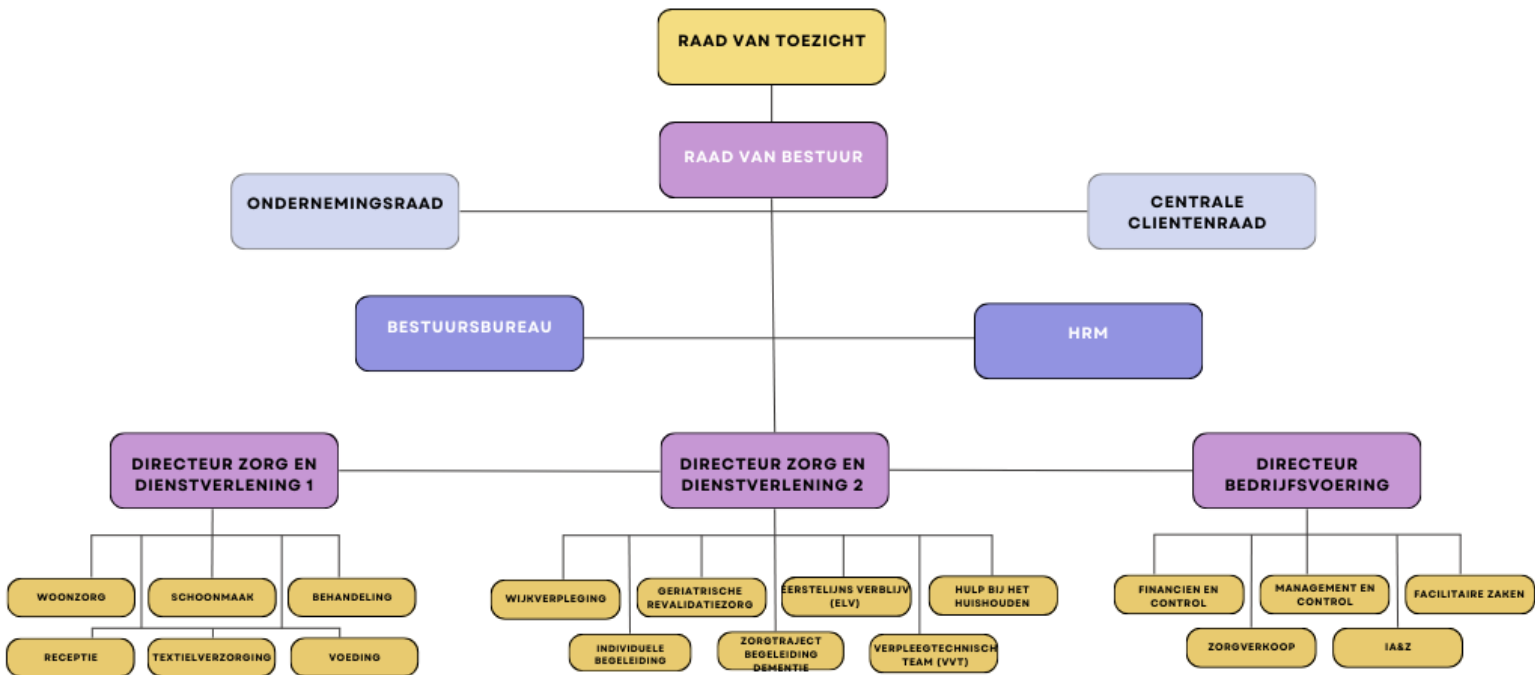 RAAD VAN TOEZICHT
RAAD VAN BESTUUR
ONDERNEMINGSRAAD
CENTRALE
CLIENTENRAAD
BESTUURSBUREAU
HRM
DIRECTEUR ZORG EN
DIENSTVERLENING 1
DIRECTEUR ZORG EN
DIENSTVERLENING 2
DIRECTEUR
BEDRIJFSVOERING
WOONZORG
SCHOONMAAK
BEHANDELING
RECEPTIE
TEXTIELVERZORGING
VOEDING
WIJKVERPLEGING
GERIATRISCHE
REVALIDATIEZORG
EERSTELIJNS VERBLIJV
(ELV)
HULP BIJ HET
HUISHOUDEN
INDIVIDUELE
BEGELEIDING
ZORGTRAJECT
BEGELEIDING
DEMENTIE
VERPLEEGTECHNISCH
TEAM (VVT)
FINANCIEN EN
CONTROL
MANAGEMENT EN
CONTROL
FACILITAIRE ZAKEN
ZORGVERKOOP
IA&Z